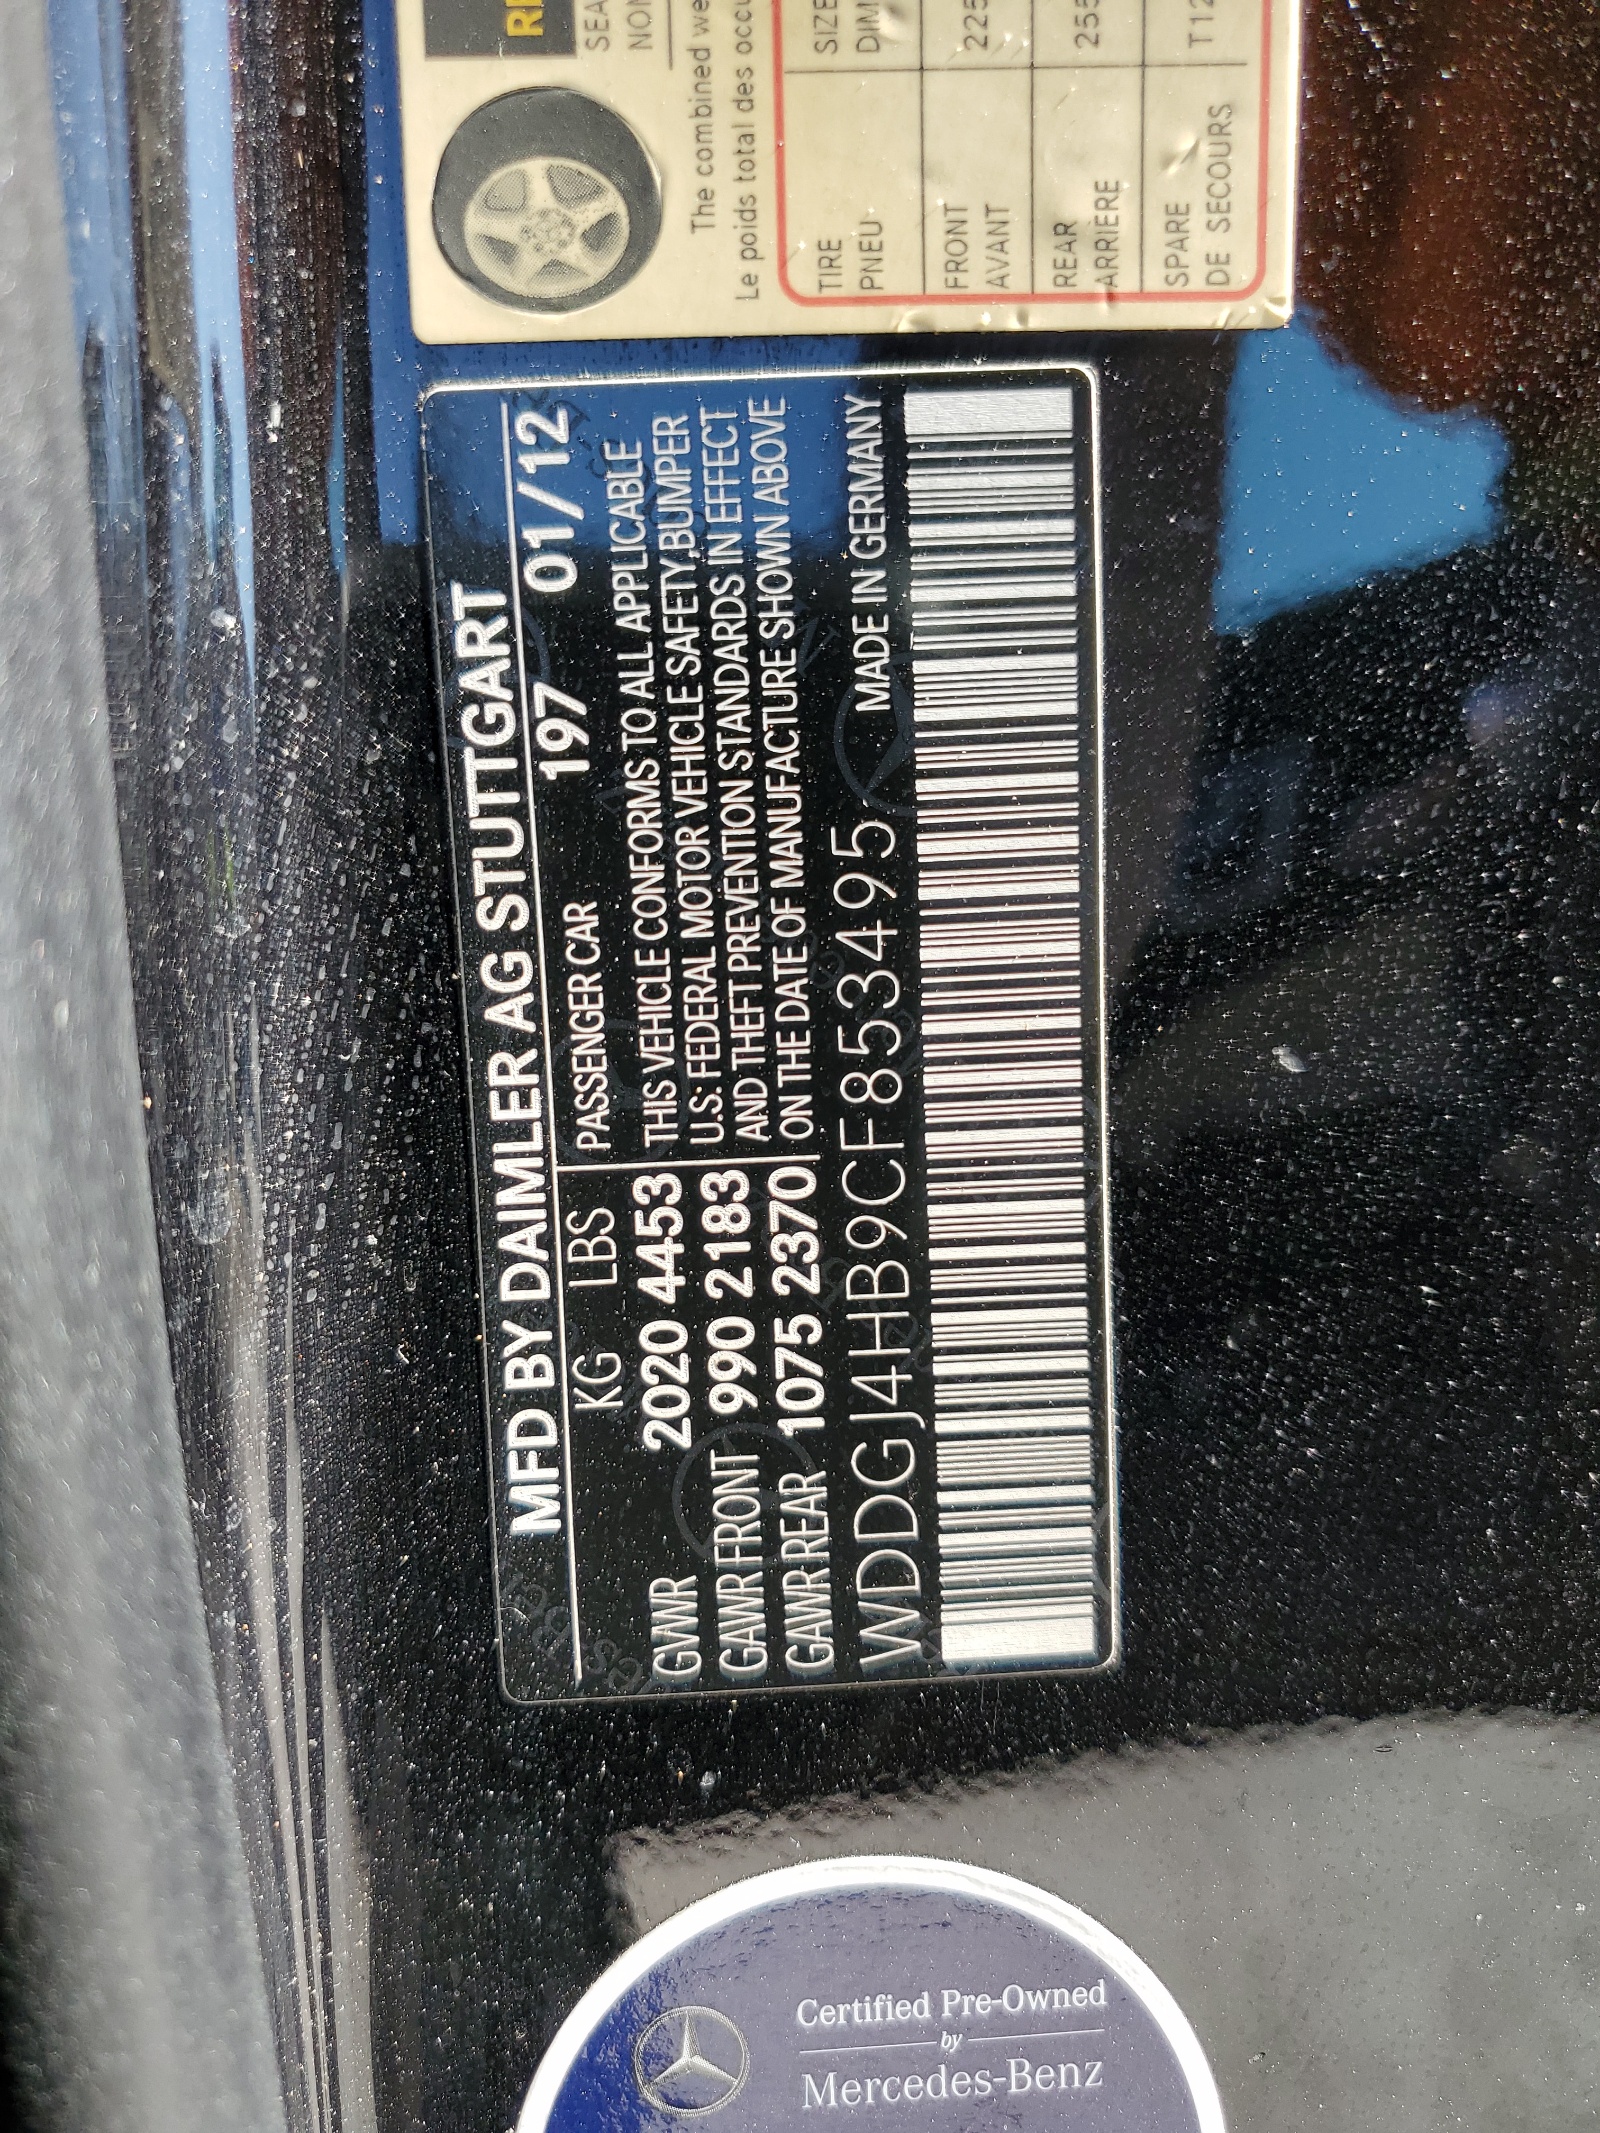 MFD BY DAIMLER AG STUTTGART
KG LBS PASSENGER CAR 197 01/12
GVWR 2020 4453 THIS VEHICLE CONFORMS TO ALL APPLICABLE
GAWR FRONT 990 2183 U.S. FEDERAL MOTOR VEHICLE SAFETY,BUMPER
AND THEFT PREVENTION STANDARDS IN EFFECT
GAWR REAR 1075 2370 ON THE DATE OF MANUFACTURE SHOWN ABOVE
WDDGJ4HB9CF853495 MADE IN GERMANY
The combined we
Le poids total des occu
TIRE SIZE
PNEU DIM
FRONT 225
AVANT
REAR 255
ARRIÈRE
SPARE T12
DE SECOURS
SEA
NON
Certified Pre-Owned
by
Mercedes-Benz